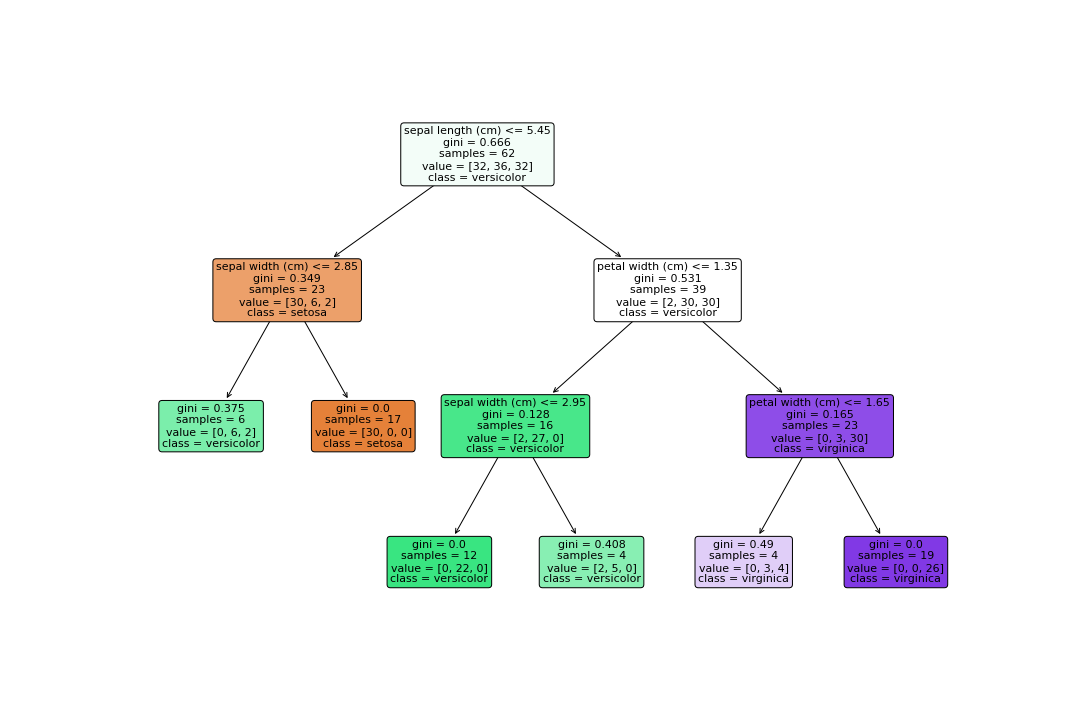 sepal length (cm) <= 5.45
gini = 0.666
samples = 62
value = [32, 36, 32]
class = versicolor
sepal width (cm) <= 2.85
gini = 0.349
samples = 23
value = [30, 6, 2]
class = setosa
petal width (cm) <= 1.35
gini = 0.531
samples = 39
value = [2, 30, 30]
class = versicolor
gini = 0.375
samples = 6
value = [0, 6, 2]
class = versicolor
gini = 0.0
samples = 17
value = [30, 0, 0]
class = setosa
sepal width (cm) <= 2.95
gini = 0.128
samples = 16
value = [2, 27, 0]
class = versicolor
petal width (cm) <= 1.65
gini = 0.165
samples = 23
value = [0, 3, 30]
class = virginica
gini = 0.0
samples = 12
value = [0, 22, 0]
class = versicolor
gini = 0.408
samples = 4
value = [2, 5, 0]
class = versicolor
gini = 0.49
samples = 4
value = [0, 3, 4]
class = virginica
gini = 0.0
samples = 19
value = [0, 0, 26]
class = virginica